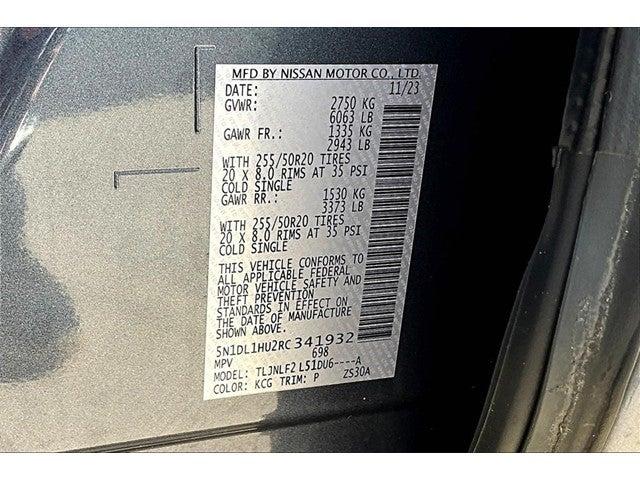 MFD BY NISSAN MOTOR CO., LTD.
DATE: 11/23
GVWR: 2750 KG
6063 LB
GAWR FR.: 1335 KG
2943 LB
WITH 255/50R20 TIRES
20 X 8.0 RIMS AT 35 PSI
COLD SINGLE
GAWR RR.: 1530 KG
3373 LB
WITH 255/50R20 TIRES
20 X 8.0 RIMS AT 35 PSI
COLD SINGLE
THIS VEHICLE CONFORMS TO
ALL APPLICABLE FEDERAL
MOTOR VEHICLE SAFETY AND
THEFT PREVENTION
STANDARDS IN EFFECT ON
THE DATE OF MANUFACTURE
SHOWN ABOVE.
5N1DL1HU2RC341932
MPV 698
MODEL: TLJNLF2 L51DU6----A
COLOR: KCG TRIM: P ZS30A